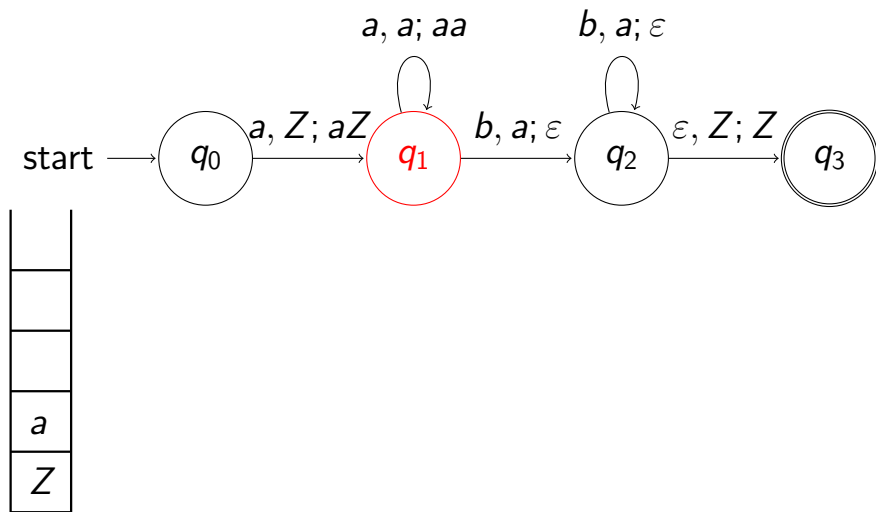 a, a; aa b, a; ε
a, Z; aZ b, a; ε ε, Z; Z
start q₀ q₁ q₂ q₃
a
Z